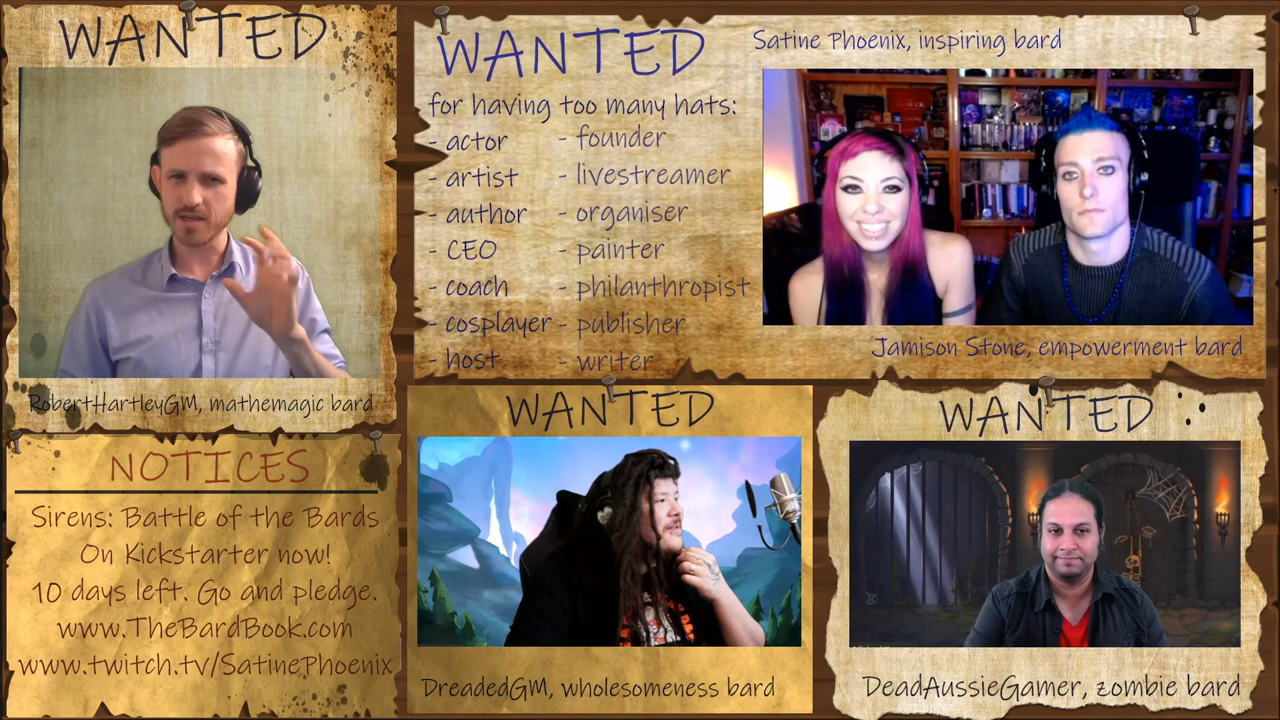 WANTED
RobertHartleyGM, mathemagic bard
WANTED
for having too many hats:
- actor
- artist
- author
- CEO
- coach
- cosplayer
- host
- founder
- livestreamer
- organiser
- painter
- philanthropist
- publisher
- writer
Satine Phoenix, inspiring bard
Jamison Stone, empowerment bard
NOTICES
Sirens: Battle of the Bards
On Kickstarter now!
10 days left. Go and pledge.
www.TheBardBook.com
www.twitch.tv/SatinePhoenix
WANTED
DreadedGM, wholesomeness bard
WANTED
DeadAussieGamer, zombie bard